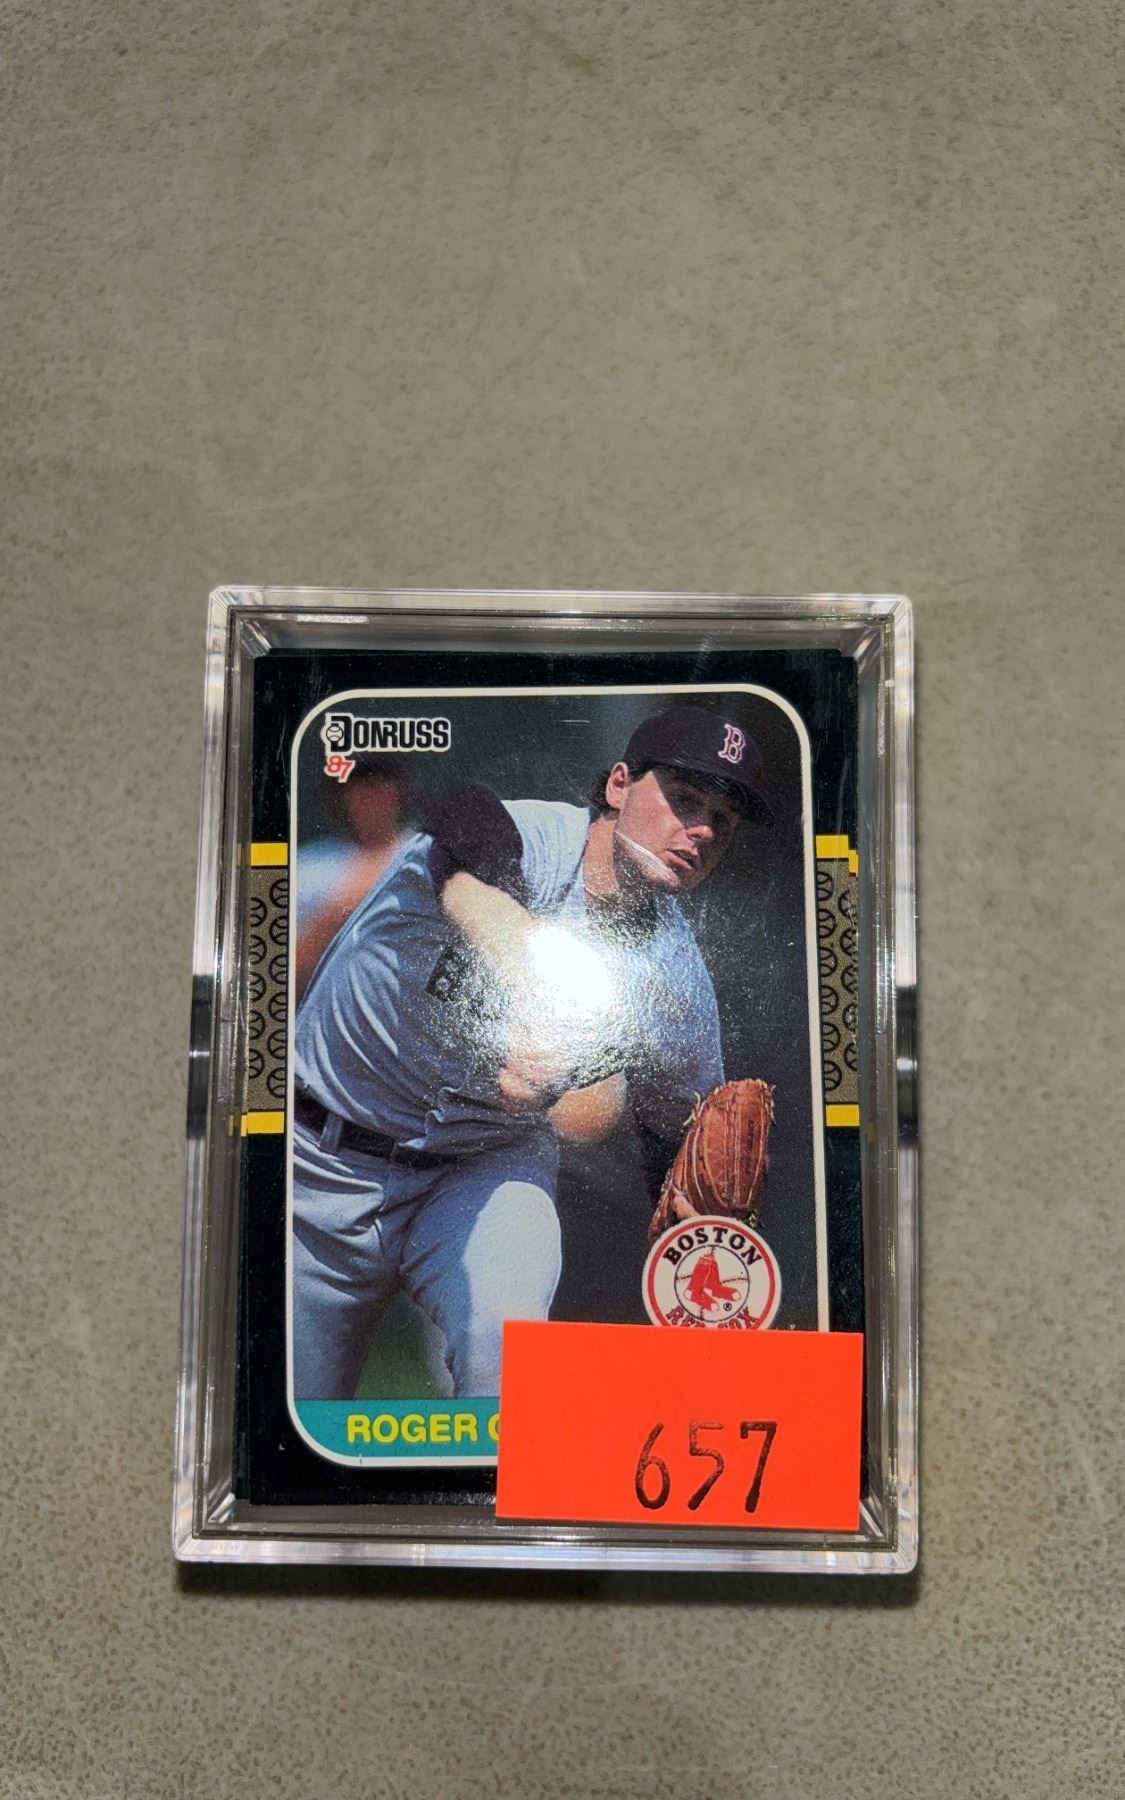 DONRUSS
87
B
BOSTON
RED SOX
ROGER
657